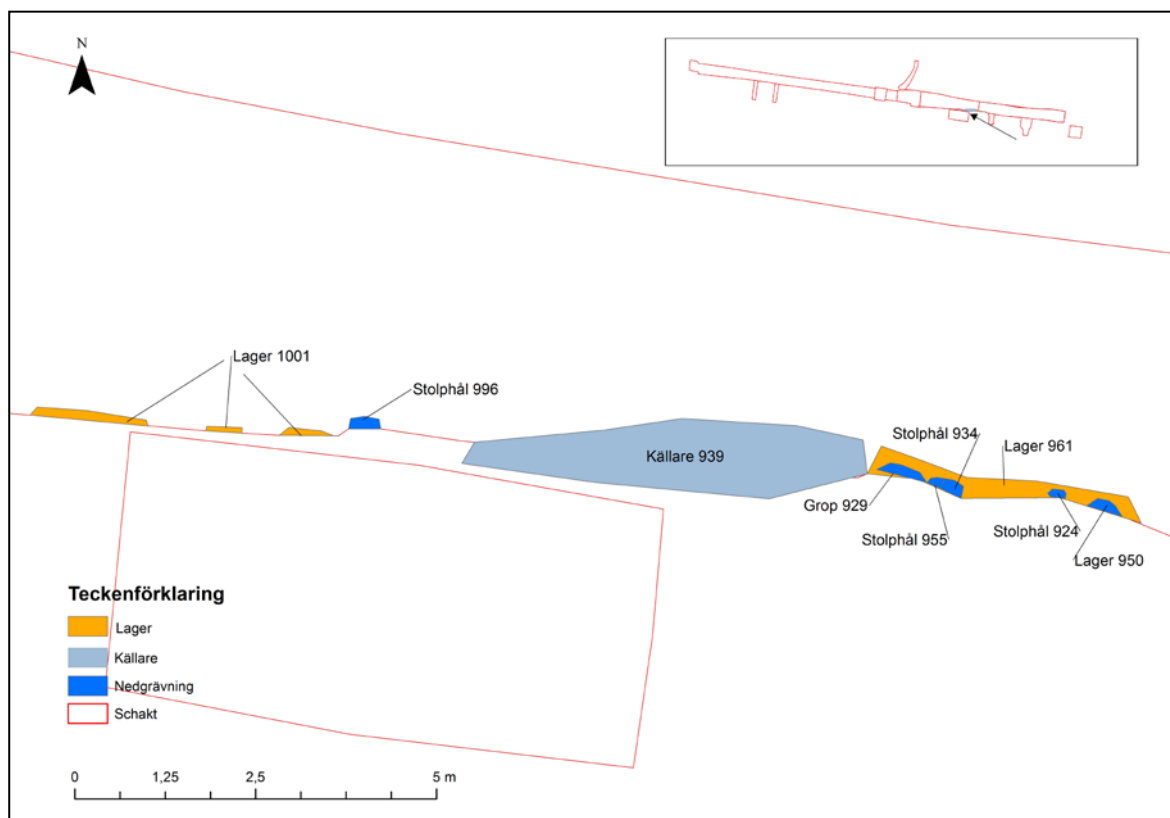 N
Lager 1001
Stolphål 996
Stolphål 934
Lager 961
Källare 939
Grop 929
Stolphål 955
Stolphål 924
Lager 950
Teckenförklaring
Lager
Källare
Nedgrävning
Schakt
0 1,25 2,5 5 m